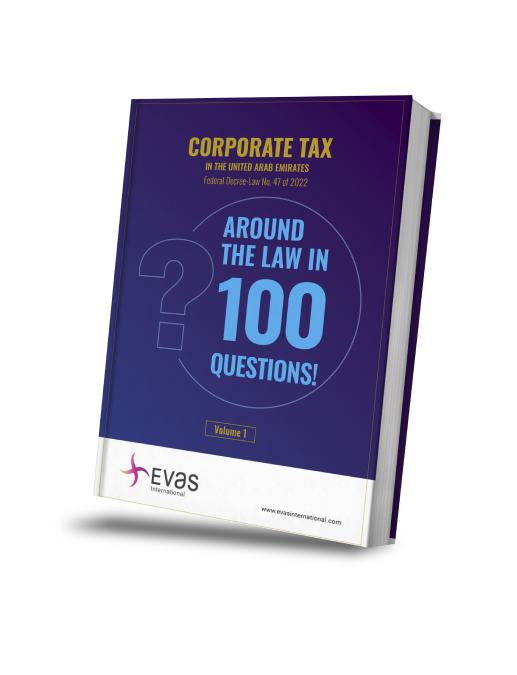 CORPORATE TAX
IN THE UNITED ARAB EMIRATES
Federal Decree-Law No. 47 of 2022
AROUND
THE LAW IN
?
100
QUESTIONS!
Volume 1
EVAS
International
www.evasinternational.com